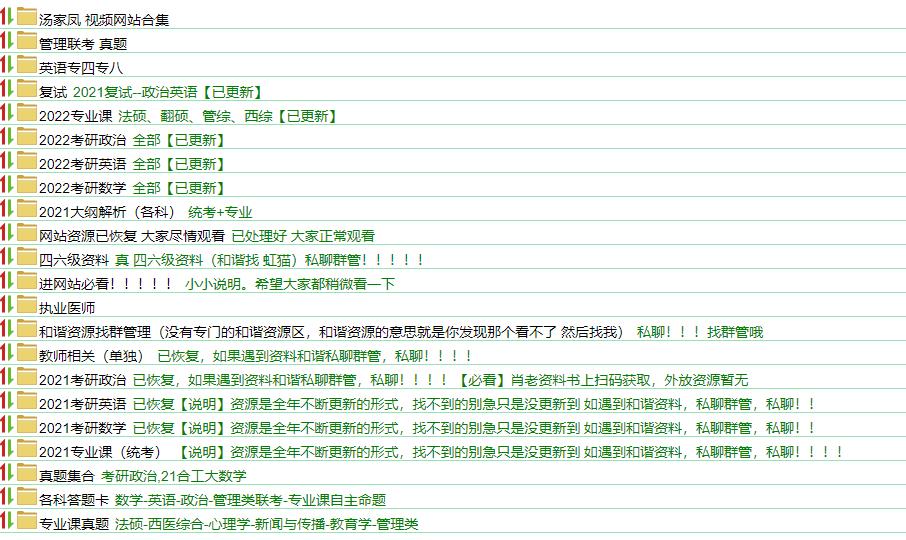 汤家凤 视频网站合集
管理联考 真题
英语专四专八
复试 2021复试--政治英语【已更新】
2022专业课 法硕、翻硕、管综、西综【已更新】
2022考研政治 全部【已更新】
2022考研英语 全部【已更新】
2022考研数学 全部【已更新】
2021大纲解析（各科） 统考+专业
网站资源已恢复 大家尽情观看 已处理好 大家正常观看
四六级资料 真 四六级资料（和谐找 虹猫）私聊群管！！！！！
进网站必看！！！！！ 小小说明。希望大家都稍微看一下
执业医师
和谐资源找群管理（没有专门的和谐资源区，和谐资源的意思就是你发现那个看不了 然后找我） 私聊！！！找群管哦
教师相关（单独） 已恢复，如果遇到资料和谐私聊群管，私聊！！！！
2021考研政治 已恢复，如果遇到资料和谐私聊群管，私聊！！！！【必看】肖老资料书上扫码获取，外放资源暂无
2021考研英语 已恢复【说明】资源是全年不断更新的形式，找不到的别急只是没更新到 如遇到和谐资料，私聊群管，私聊！！
2021考研数学 已恢复【说明】资源是全年不断更新的形式，找不到的别急只是没更新到 如遇到和谐资料，私聊群管，私聊！！
2021专业课（统考） 【说明】资源是全年不断更新的形式，找不到的别急只是没更新到 如遇到和谐资料，私聊群管，私聊！！！！
真题集合 考研政治,21合工大数学
各科答题卡 数学-英语-政治-管理类联考-专业课自主命题
专业课真题 法硕-西医综合-心理学-新闻与传播-教育学-管理类